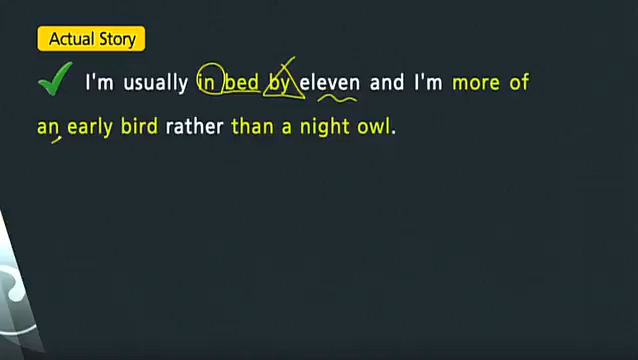 Actual Story
I'm usually in bed by eleven and I'm more of
an early bird rather than a night owl.